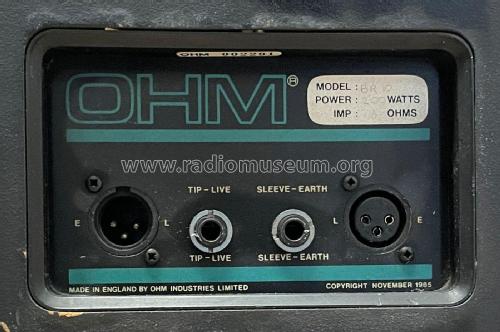 OHM 002291
OHM®
MODEL :
POWER : WATTS
IMP : OHMS
www.radiomuseum.org
TIP-LIVE SLEEVE-EARTH
E L L E
TIP-LIVE SLEEVE-EARTH
MADE IN ENGLAND BY OHM INDUSTRIES LIMITED COPYRIGHT NOVEMBER 1985